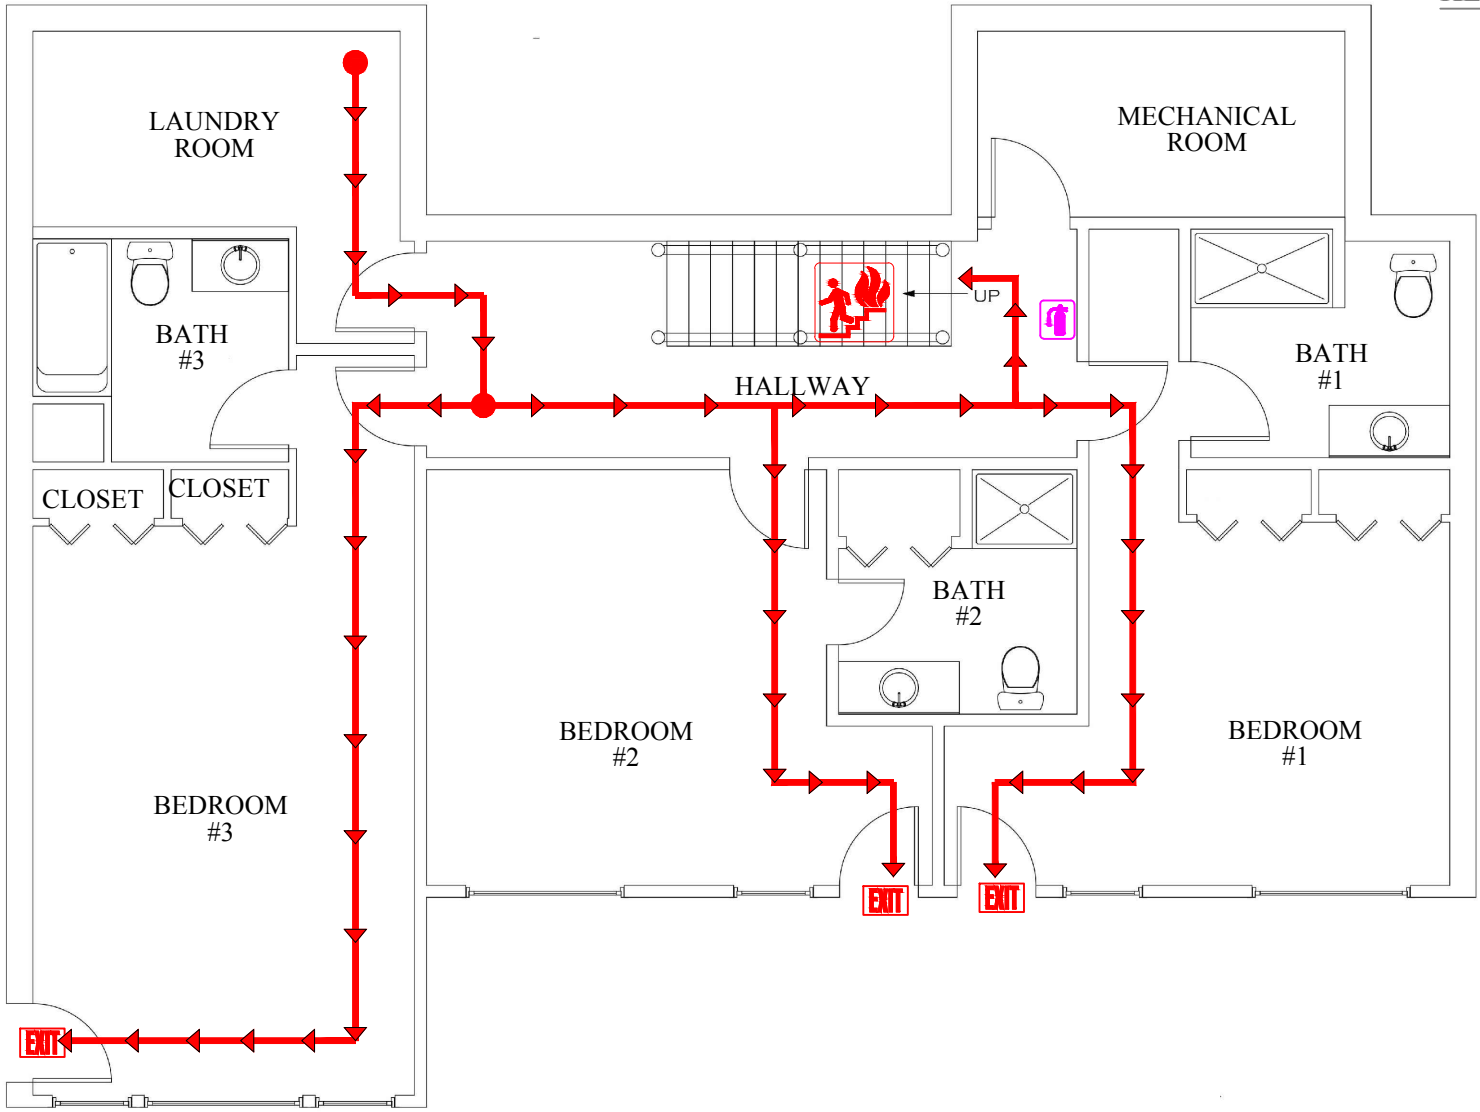 LAUNDRY
ROOM
MECHANICAL
ROOM
UP
BATH
#3
BATH
#1
HALLWAY
CLOSET
CLOSET
BATH
#2
BEDROOM
#2
BEDROOM
#1
BEDROOM
#3
EXIT
EXIT
EXIT